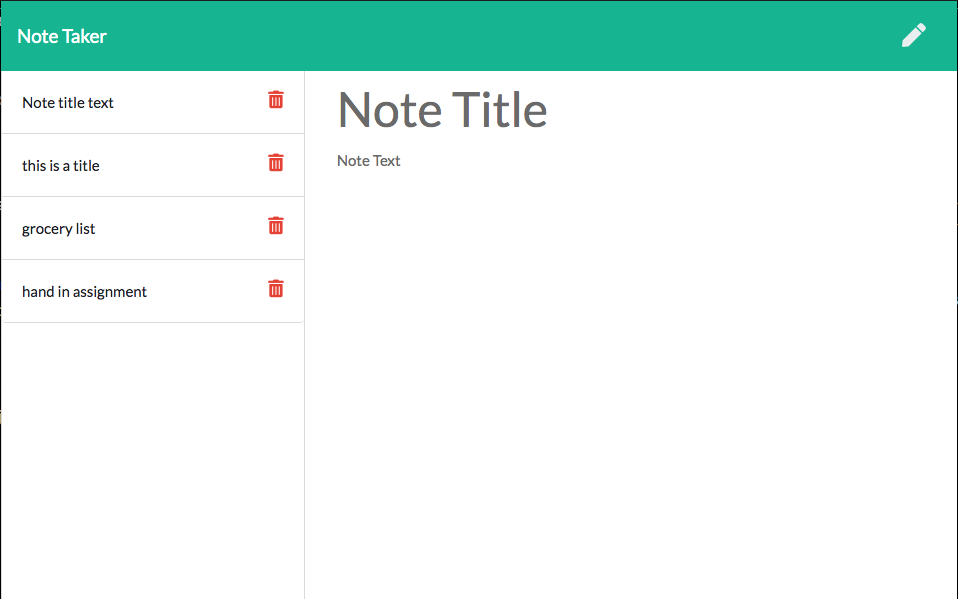 Note Taker
Note title text
this is a title
grocery list
hand in assignment
Note Title
Note Text